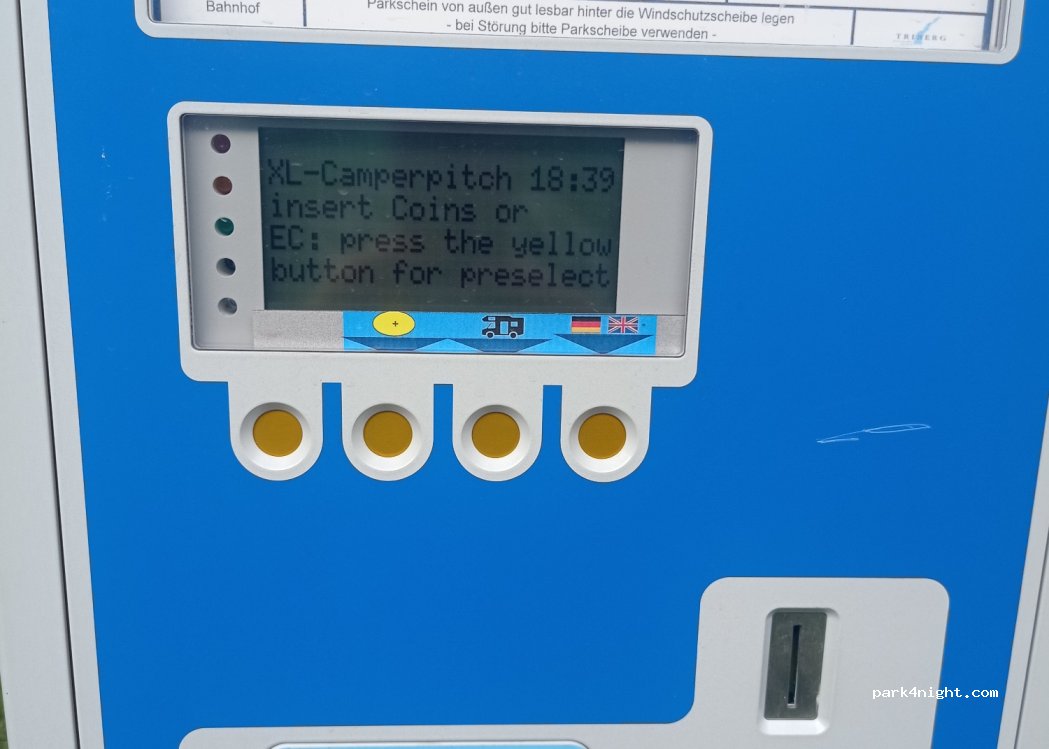 Bahnhof
Parkschein von außen gut lesbar hinter die Windschutzscheibe legen
- bei Störung bitte Parkscheibe verwenden -
TRIBERG
XL-Camperpitch 18:39
insert Coins or
EC: press the yellow
button for preselect
+
park4night.com